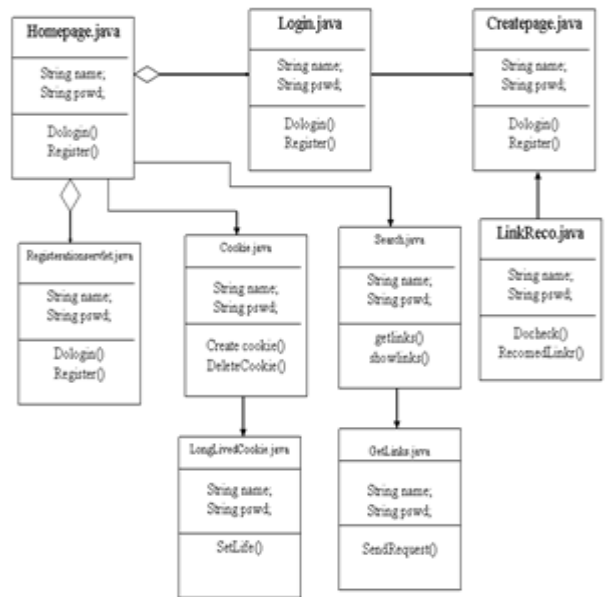 Homepage.java
String name;
String pswd;
Dologin()
Register()
Login.java
String name;
String pswd;
Dologin()
Register()
Createpage.java
String name;
String pswd;
Dologin()
Register()
Registerationservlet.java
String name;
String pswd;
Dologin()
Register()
Cookie.java
String name;
String pswd;
Create cookie()
DeleteCookie()
Search.java
String name;
String pswd;
getlinks()
showlinks()
LinkReco.java
String name;
String pswd;
Docheck()
RecomedLinkr()
LongLivedCookie.java
String name;
String pswd;
SetLife()
GetLinks.java
String name;
String pswd;
SendRequest()